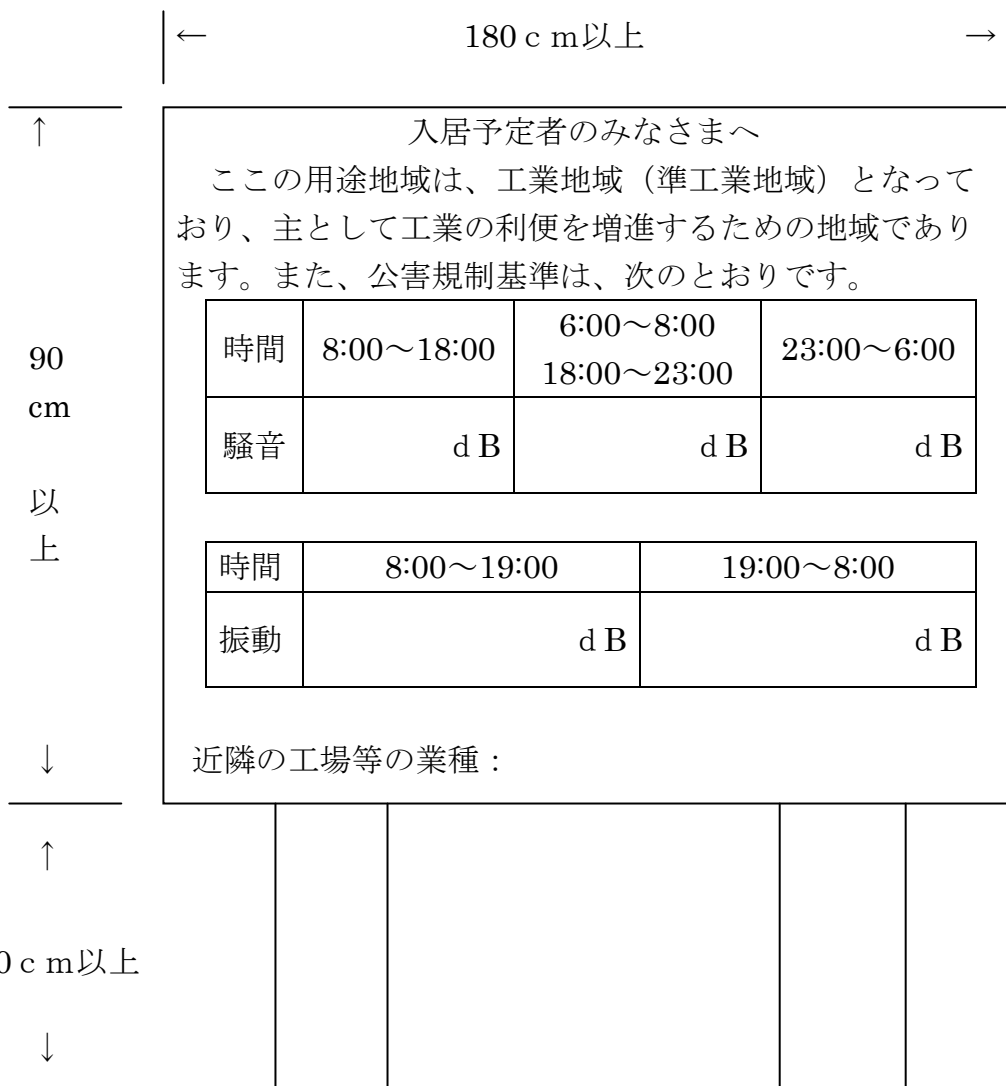 ← 180ｃｍ以上 →
↑
入居予定者のみなさまへ
ここの用途地域は、工業地域（準工業地域）となって
おり、主として工業の利便を増進するための地域であり
ます。また、公害規制基準は、次のとおりです。
時間 8:00～18:00 6:00～8:00 18:00～23:00 23:00～6:00
騒音 ｄB ｄB ｄB
90
cm
以
上
時間 8:00～19:00 19:00～8:00
振動 ｄB ｄB
↓
近隣の工場等の業種：
↑
0ｃｍ以上
↓